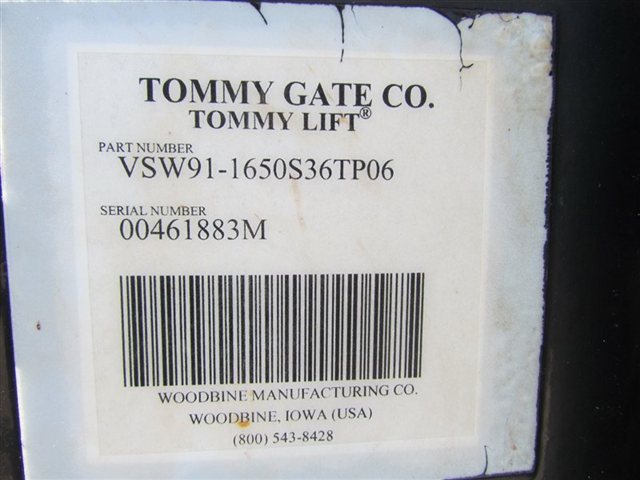 TOMMY GATE CO.
TOMMY LIFT®
PART NUMBER
VSW91-1650S36TP06
SERIAL NUMBER
00461883M
WOODBINE MANUFACTURING CO.
WOODBINE, IOWA (USA)
(800) 543-8428